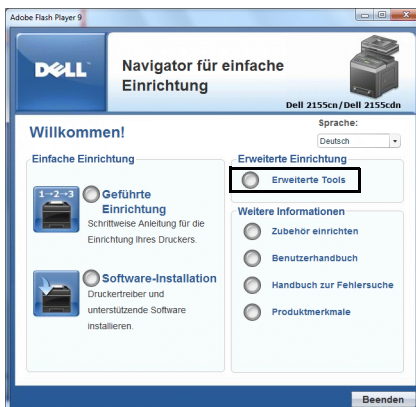 Adobe Flash Player 9
DELL
Navigator für einfache
Einrichtung
Dell 2155cn/Dell 2155cdn
Willkommen!
Sprache:
Deutsch
Einfache Einrichtung
1→2→3
Geführte
Einrichtung
Schrittweise Anleitung für die
Einrichtung Ihres Druckers.
Software-Installation
Druckertreiber und
unterstützende Software
installieren.
Erweiterte Einrichtung
Erweiterte Tools
Weitere Informationen
Zubehör einrichten
Benutzerhandbuch
Handbuch zur Fehlersuche
Produktmerkmale
Beenden